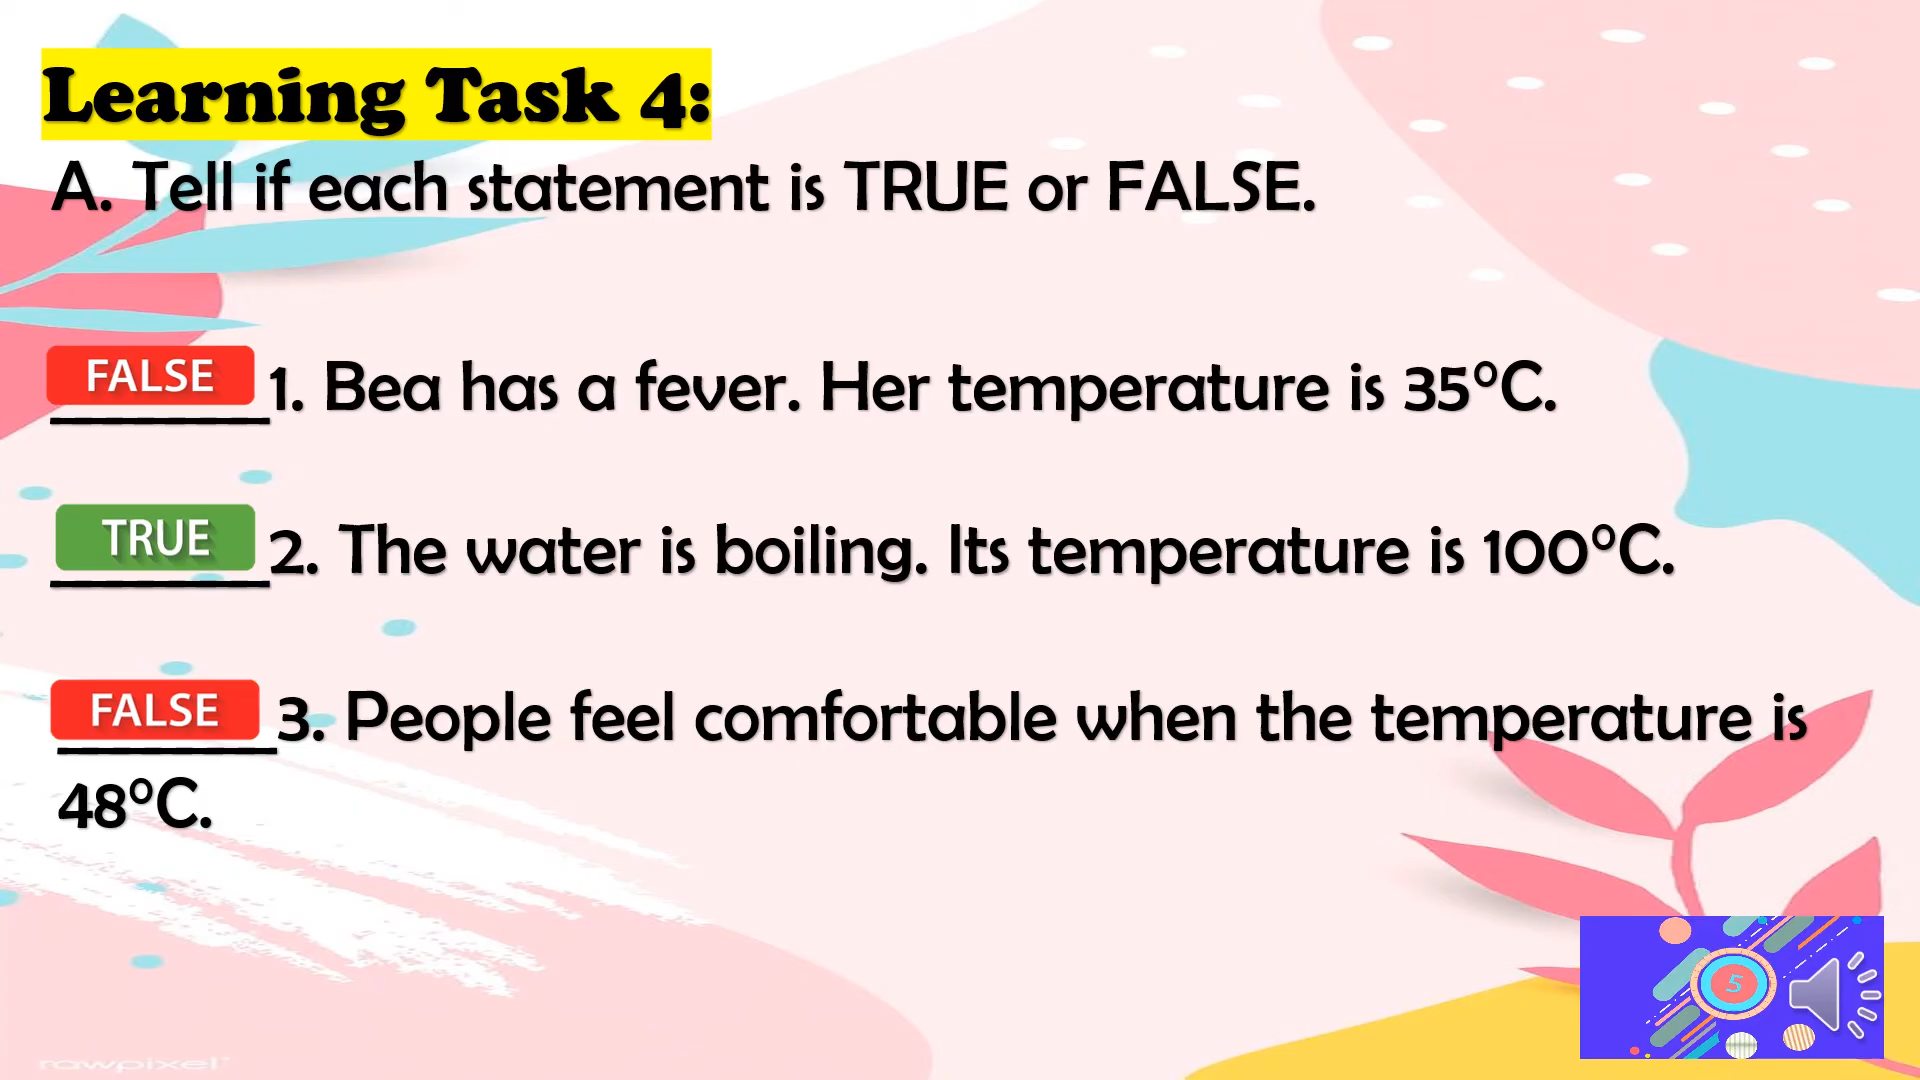 Learning Task 4:
A. Tell if each statement is TRUE or FALSE.
FALSE 1. Bea has a fever. Her temperature is 35°C.
TRUE 2. The water is boiling. Its temperature is 100°C.
FALSE 3. People feel comfortable when the temperature is
48°C.
5
rawpixel